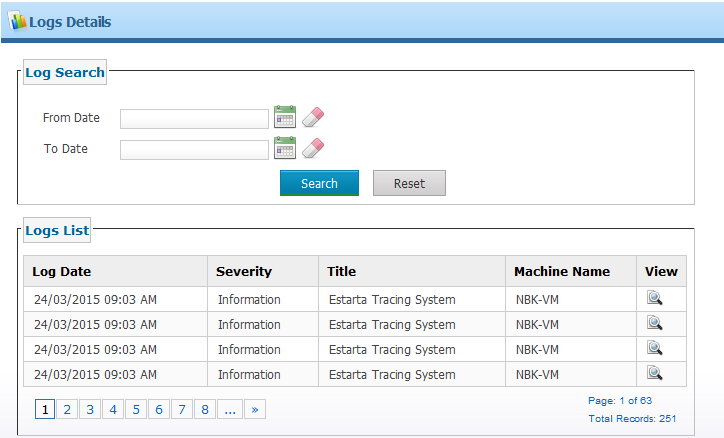 Logs Details
Log Search
From Date
To Date
Search Reset
Logs List
Log Date Severity Title Machine Name View
24/03/2015 09:03 AM Information Estarta Tracing System NBK-VM
24/03/2015 09:03 AM Information Estarta Tracing System NBK-VM
24/03/2015 09:03 AM Information Estarta Tracing System NBK-VM
24/03/2015 09:03 AM Information Estarta Tracing System NBK-VM
1 2 3 4 5 6 7 8 ... »
Page: 1 of 63
Total Records: 251